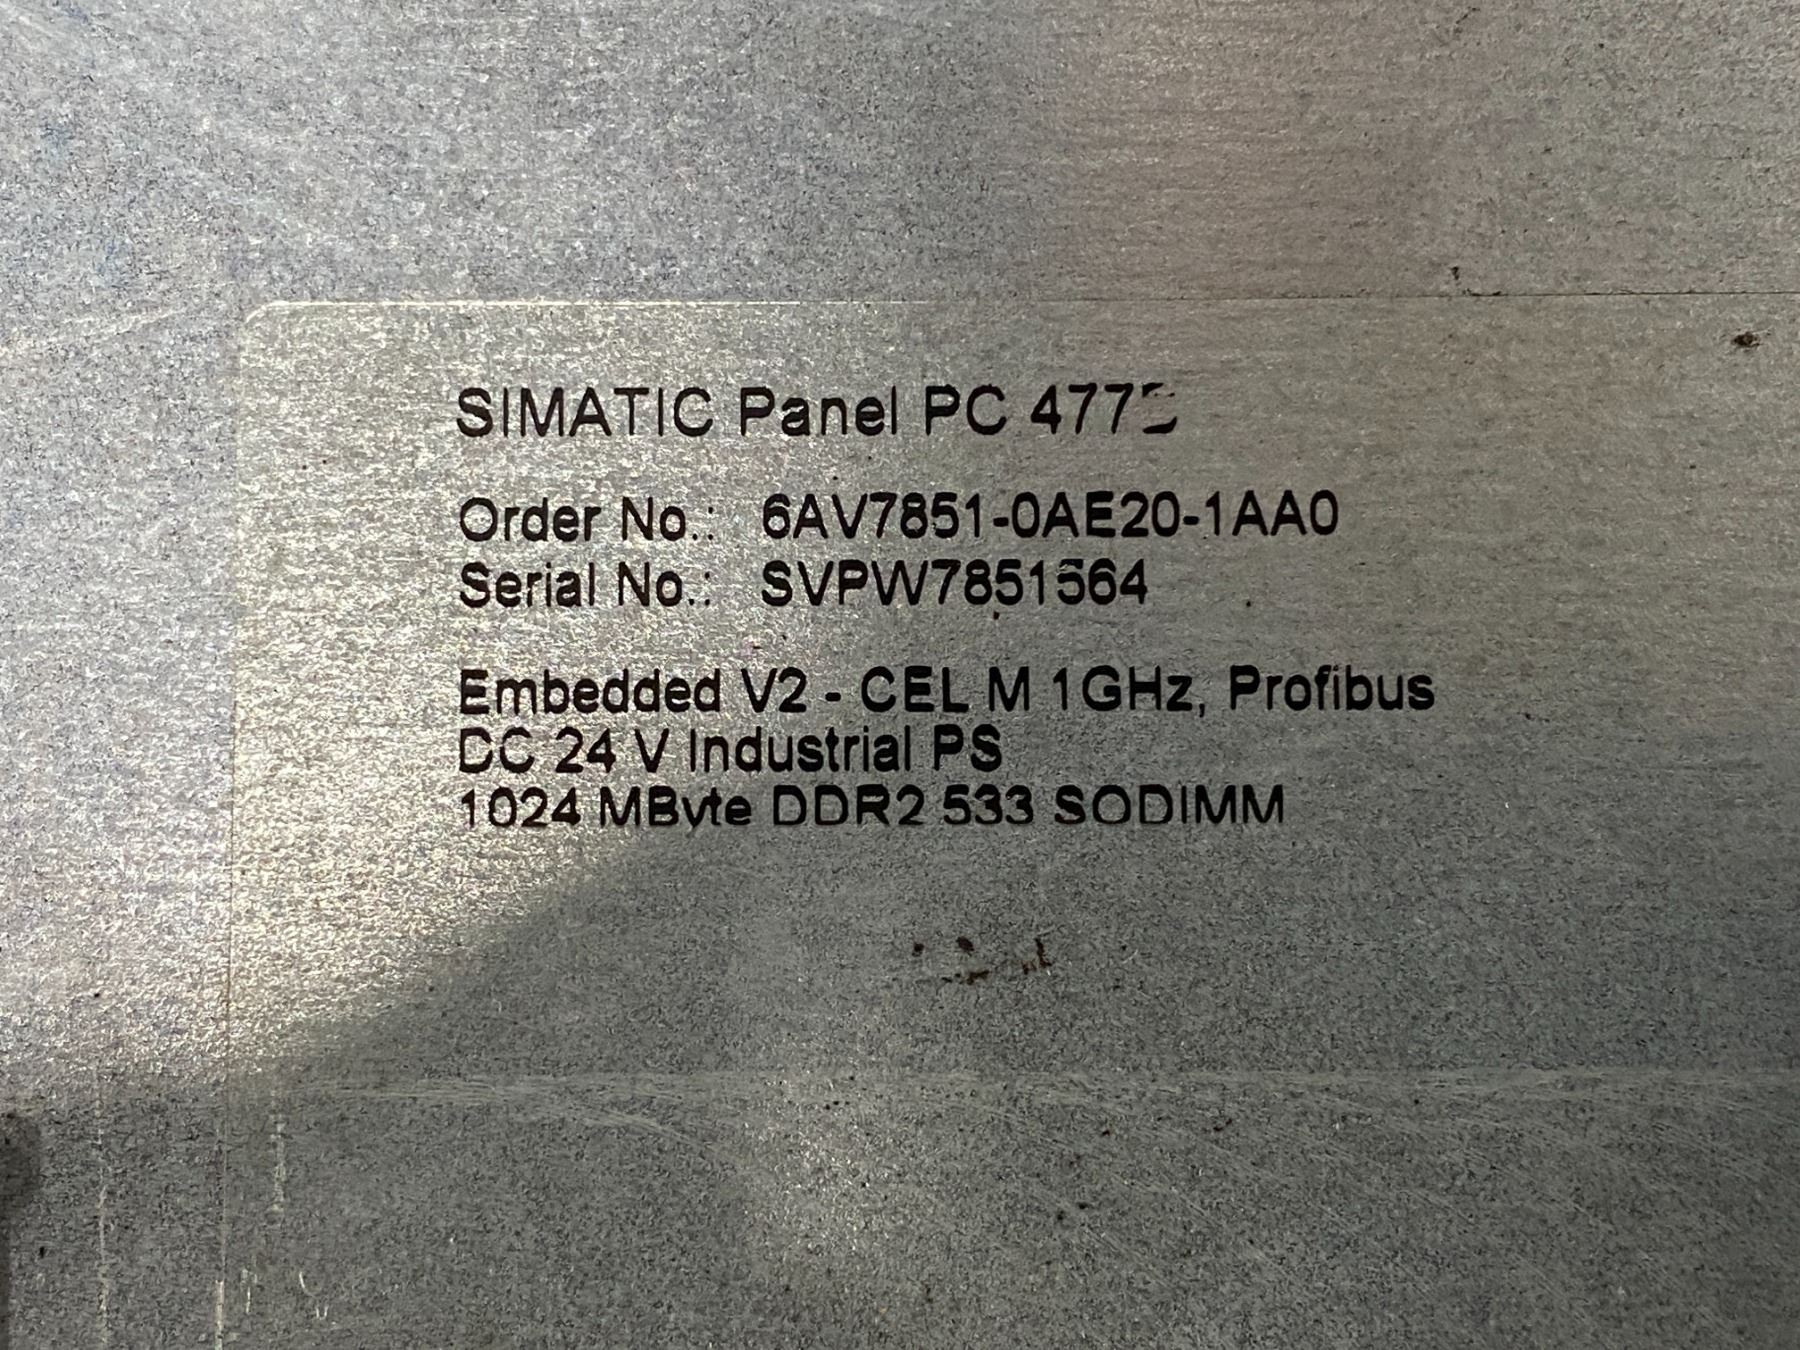 SIMATIC Panel PC 477B
Order No.: 6AV7851-0AE20-1AA0
Serial No.: SVPW7851564
Embedded V2 - CEL M 1GHz, Profibus
DC 24 V Industrial PS
1024 MByte DDR2 533 SODIMM